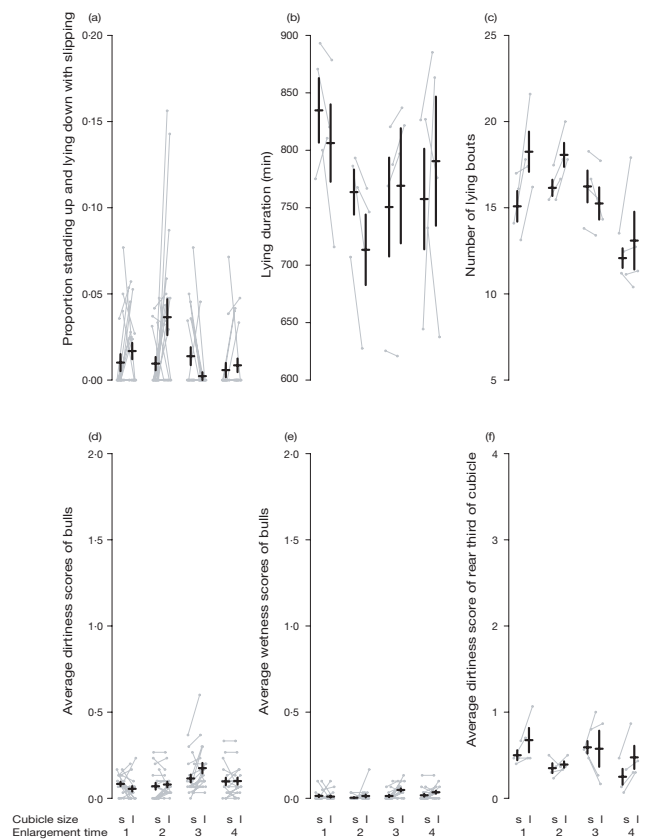 (a)
Proportion standing up and lying down with slipping
0·20
0·15
0·10
0·05
0·00
(b)
Lying duration (min)
900
850
800
750
700
650
600
(c)
Number of lying bouts
25
20
15
10
5
(d)
Average dirtiness scores of bulls
2·0
1·5
1·0
0·5
0·0
(e)
Average wetness scores of bulls
2·0
1·5
1·0
0·5
0·0
(f)
Average dirtiness score of rear third of cubicle
4
3
2
1
0
Cubicle size s l s l s l s l s l s l s l s l s l s l s l s l
Enlargement time 1 2 3 4 1 2 3 4 1 2 3 4